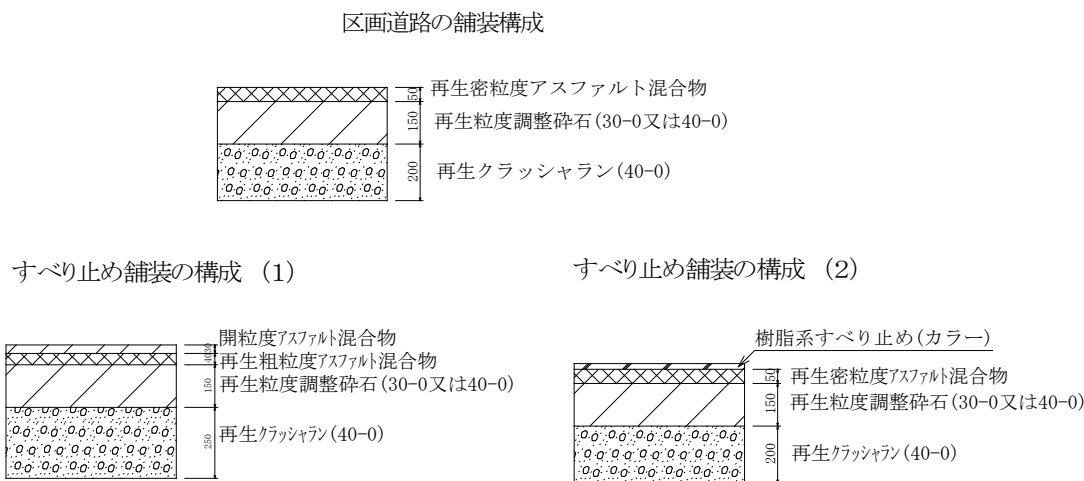 区画道路の舗装構成
50 再生密粒度アスファルト混合物
150 再生粒度調整砕石(30-0又は40-0)
200 再生クラッシャラン(40-0)
すべり止め舗装の構成 (1)
30 開粒度アスファルト混合物
40 再生粗粒度アスファルト混合物
150 再生粒度調整砕石(30-0又は40-0)
250 再生クラッシャラン(40-0)
すべり止め舗装の構成 (2)
樹脂系すべり止め(カラー)
50 再生密粒度アスファルト混合物
150 再生粒度調整砕石(30-0又は40-0)
200 再生クラッシャラン(40-0)